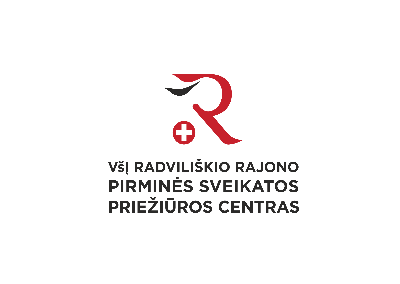 VšĮ RADVILIŠKIO RAJONO
PIRMINĖS SVEIKATOS
PRIEŽIŪROS CENTRAS